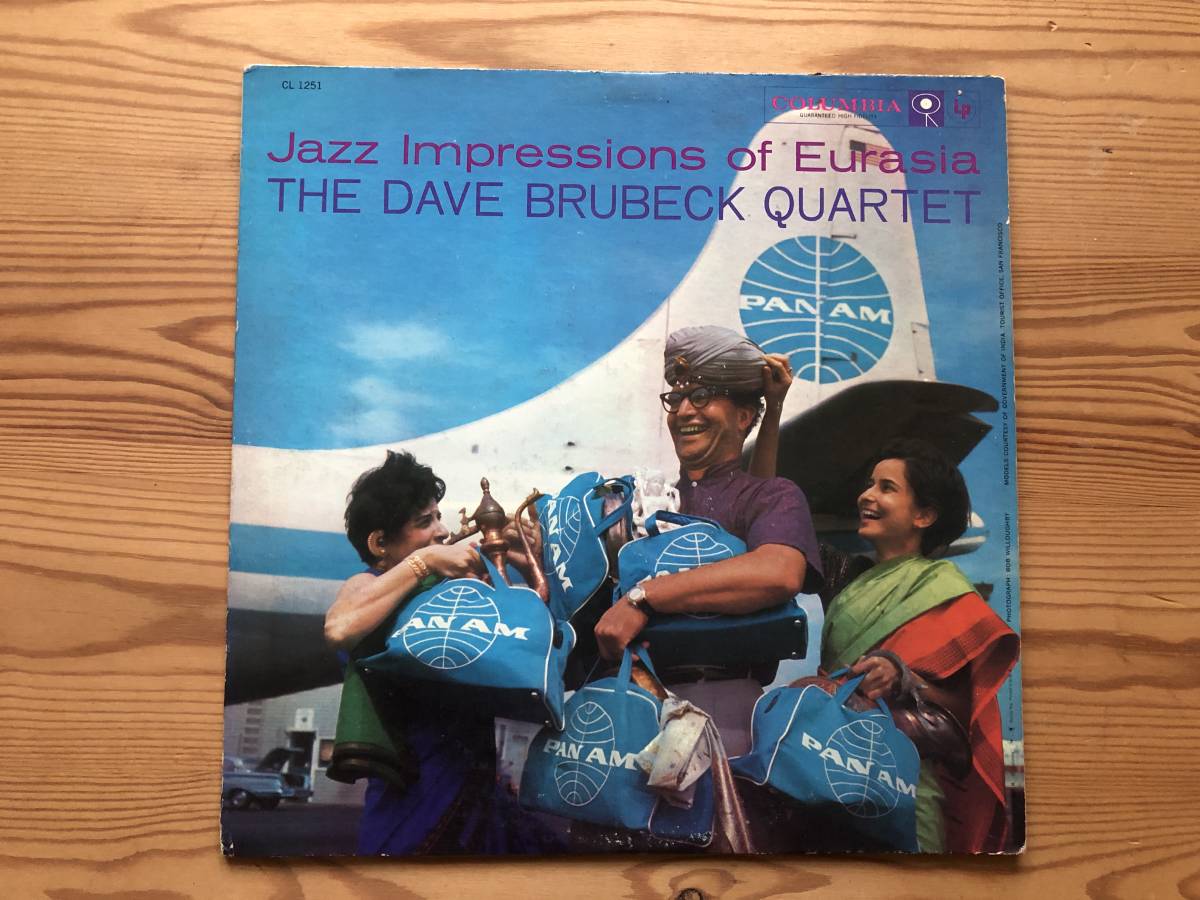 CL 1251
COLUMBIA
GUARANTEED HIGH FIDELITY
lp
Jazz Impressions of Eurasia
THE DAVE BRUBECK QUARTET
PAN AM
PAN AM
PAN AM
PAN AM
PAN AM
PHOTOGRAPH: BOB WILLOUGHBY
MODELS COURTESY OF GOVERNMENT OF INDIA TOURIST OFFICE, SAN FRANCISCO